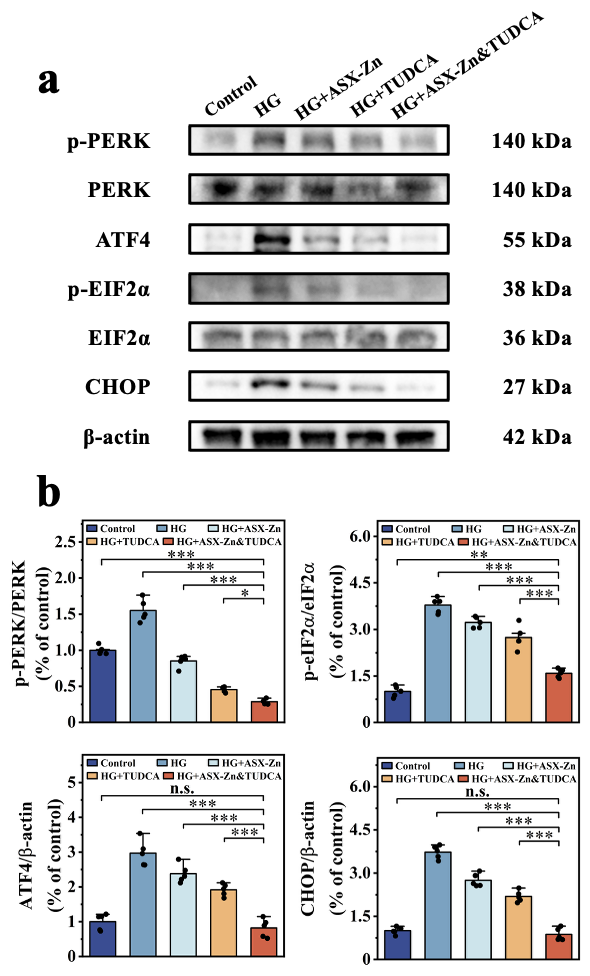 a
Control
HG
HG+ASX-Zn
HG+TUDCA
HG+ASX-Zn&TUDCA
p-PERK 140 kDa
PERK 140 kDa
ATF4 55 kDa
p-EIF2α 38 kDa
EIF2α 36 kDa
CHOP 27 kDa
β-actin 42 kDa
b
p-PERK/PERK
(% of control)
Control HG HG+ASX-Zn
HG+TUDCA HG+ASX-Zn&TUDCA
2.5
2.0
1.5
1.0
0.5
0
***
***
***
*
p-eIF2α/eIF2α
(% of control)
Control HG HG+ASX-Zn
HG+TUDCA HG+ASX-Zn&TUDCA
6.0
4.5
3.0
1.5
0
**
***
***
***
ATF4/β-actin
(% of control)
Control HG HG+ASX-Zn
HG+TUDCA HG+ASX-Zn&TUDCA
5
4
3
2
1
0
n.s.
***
***
***
CHOP/β-actin
(% of control)
Control HG HG+ASX-Zn
HG+TUDCA HG+ASX-Zn&TUDCA
6.0
4.5
3.0
1.5
0
n.s.
***
***
***